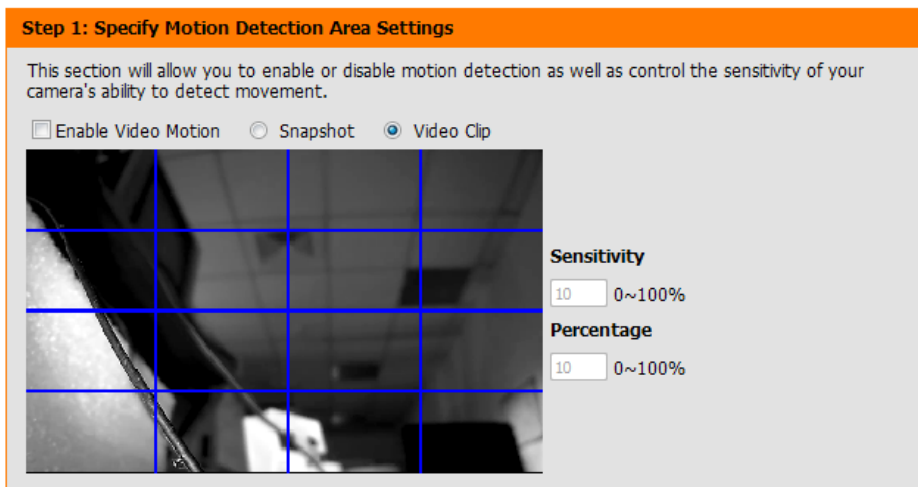 Step 1: Specify Motion Detection Area Settings
This section will allow you to enable or disable motion detection as well as control the sensitivity of your
camera's ability to detect movement.
Enable Video Motion Snapshot Video Clip
Sensitivity
10 0~100%
Percentage
10 0~100%